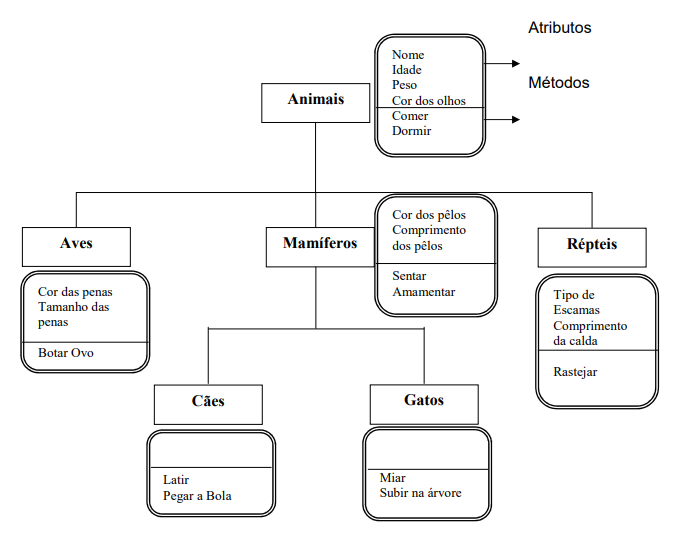 Atributos
Nome
Idade
Peso
Cor dos olhos
Métodos
Animais
Comer
Dormir
Aves
Cor das penas
Tamanho das
penas
Botar Ovo
Mamíferos
Cor dos pêlos
Comprimento
dos pêlos
Sentar
Amamentar
Répteis
Tipo de
Escamas
Comprimento
da calda
Rastejar
Cães
Latir
Pegar a Bola
Gatos
Miar
Subir na árvore